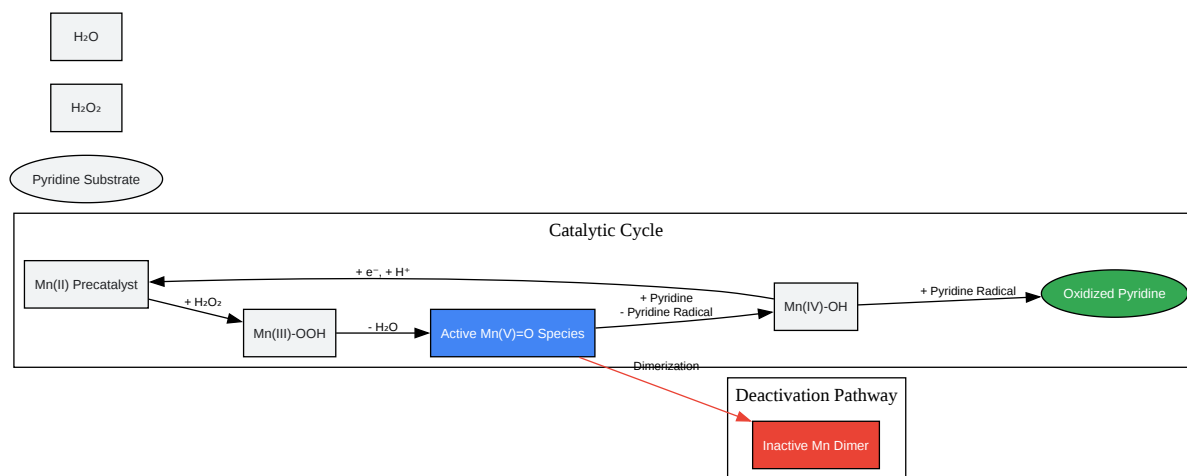 H₂O
H₂O₂
Pyridine Substrate
Catalytic Cycle
Mn(II) Precatalyst
+ H₂O₂
Mn(III)-OOH
- H₂O
Active Mn(V)=O Species
+ e⁻, + H⁺
+ Pyridine
- Pyridine Radical
Mn(IV)-OH
+ Pyridine Radical
Oxidized Pyridine
Dimerization
Deactivation Pathway
Inactive Mn Dimer